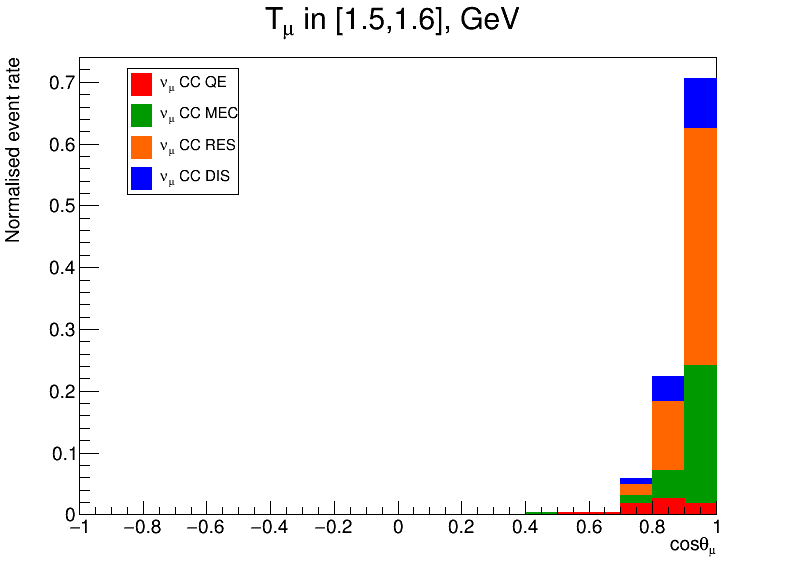 Tμ in [1.5,1.6], GeV
Normalised event rate
νμ CC QE
νμ CC MEC
νμ CC RES
νμ CC DIS
0.7
0.6
0.5
0.4
0.3
0.2
0.1
0
−1 −0.8 −0.6 −0.4 −0.2 0 0.2 0.4 0.6 0.8 1
cosθμ